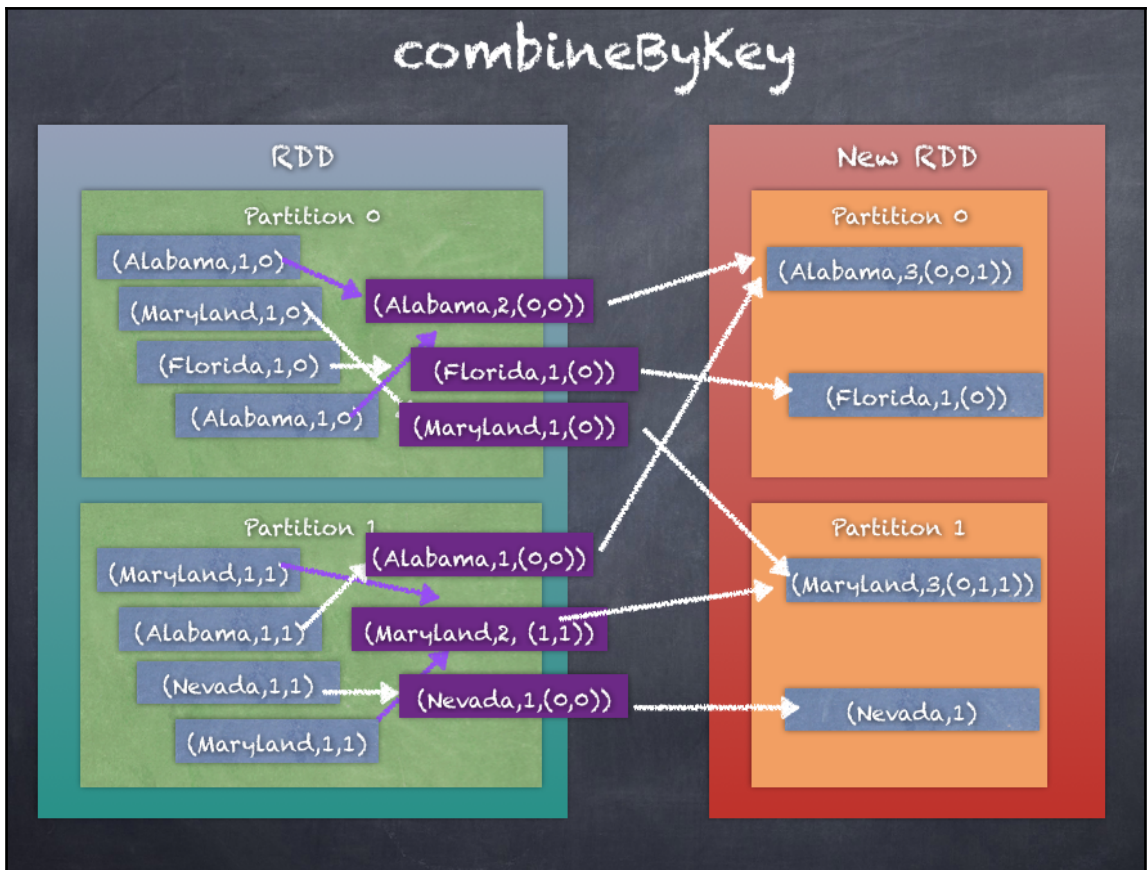 combineByKey
RDD
Partition 0
(Alabama,1,0)
(Maryland,1,0)
(Florida,1,0)
(Alabama,1,0)
(Alabama,2,(0,0))
(Florida,1,(0))
(Maryland,1,(0))
Partition 1
(Maryland,1,1)
(Alabama,1,1)
(Nevada,1,1)
(Maryland,1,1)
(Alabama,1,(0,0))
(Maryland,2, (1,1))
(Nevada,1,(0,0))
New RDD
Partition 0
(Alabama,3,(0,0,1))
(Florida,1,(0))
Partition 1
(Maryland,3,(0,1,1))
(Nevada,1)